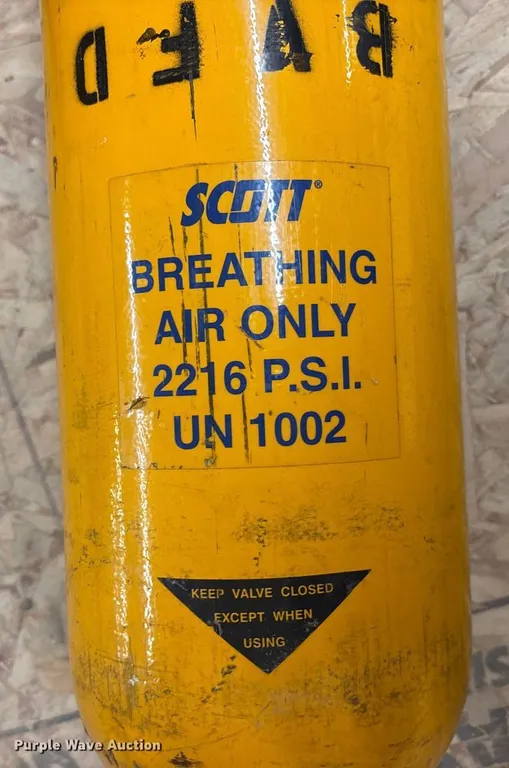 BAFD
SCOTT®
BREATHING
AIR ONLY
2216 P.S.I.
UN 1002
KEEP VALVE CLOSED
EXCEPT WHEN
USING
Purple Wave Auction